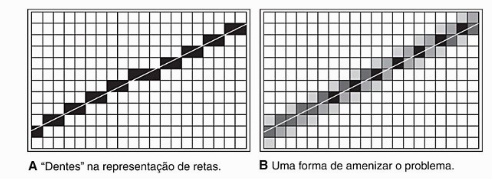 A "Dentes" na representação de retas.
B Uma forma de amenizar o problema.